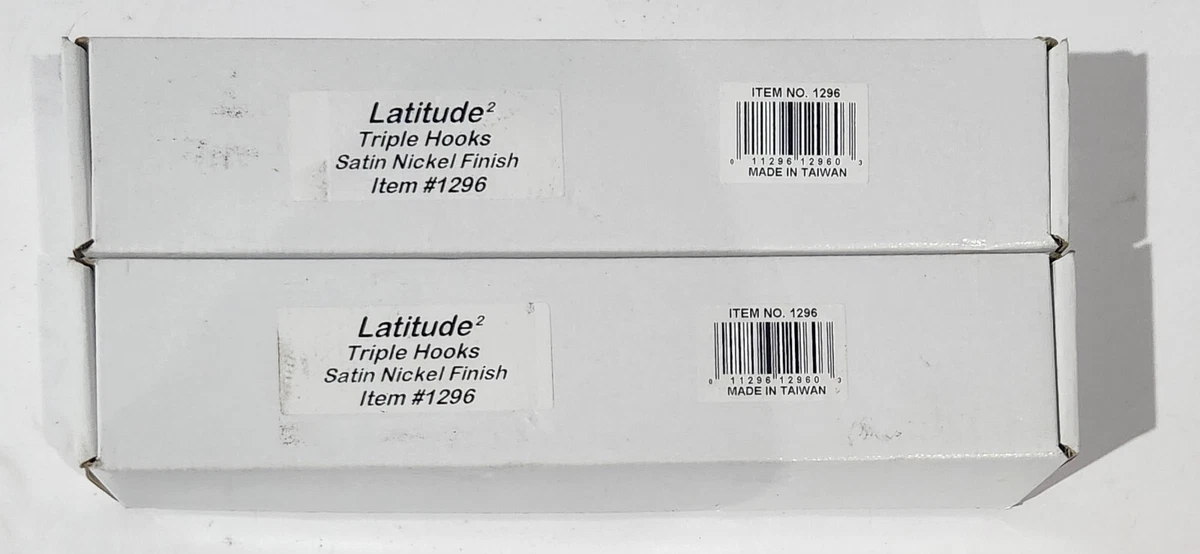 Latitude²
Triple Hooks
Satin Nickel Finish
Item #1296
ITEM NO. 1296
0 11296 12960 3
MADE IN TAIWAN
Latitude²
Triple Hooks
Satin Nickel Finish
Item #1296
ITEM NO. 1296
0 11296 12960 3
MADE IN TAIWAN